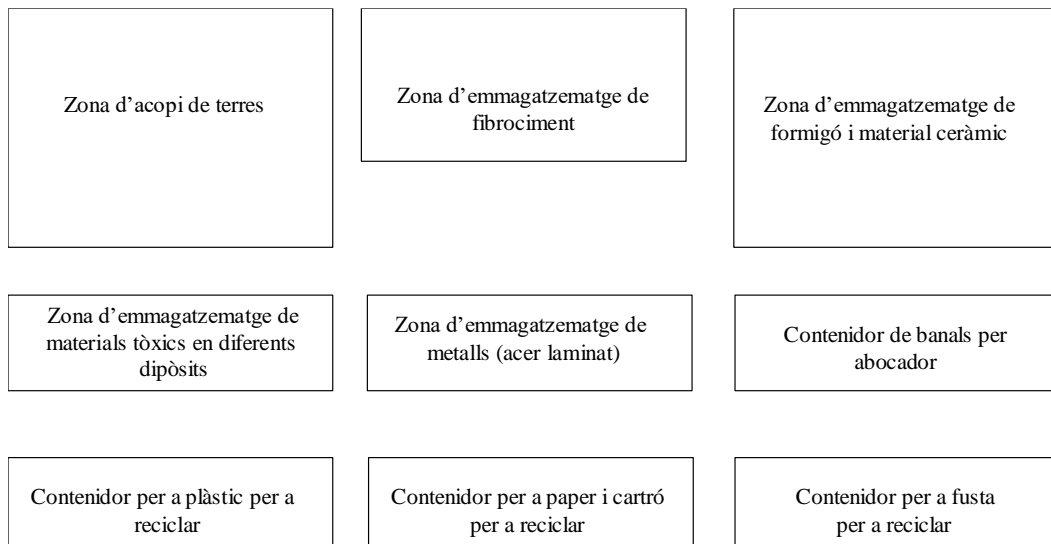 Zona d’acopi de terres
Zona d’emmagatzematge de
fibrociment
Zona d’emmagatzematge de
formigó i material ceràmic
Zona d’emmagatzematge de
materials tòxics en diferents
dipòsits
Zona d’emmagatzematge de
metalls (acer laminat)
Contenidor de banals per
abocador
Contenidor per a plàstic per a
reciclar
Contenidor per a paper i cartró
per a reciclar
Contenidor per a fusta
per a reciclar